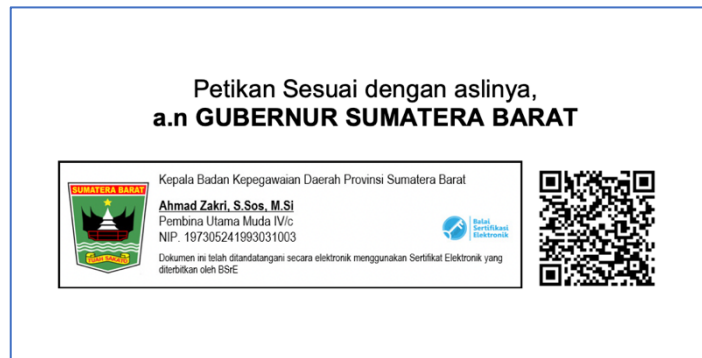 Petikan Sesuai dengan aslinya,
a.n GUBERNUR SUMATERA BARAT
Kepala Badan Kepegawaian Daerah Provinsi Sumatera Barat
SUMATERA BARAT
Ahmad Zakri, S.Sos, M.Si
Pembina Utama Muda IV/c
NIP. 197305241993031003
Balai
Sertifikasi
Elektronik
TUAH SAKATO
Dokumen ini telah ditandatangani secara elektronik menggunakan Sertifikat Elektronik yang
diterbitkan oleh BSrE